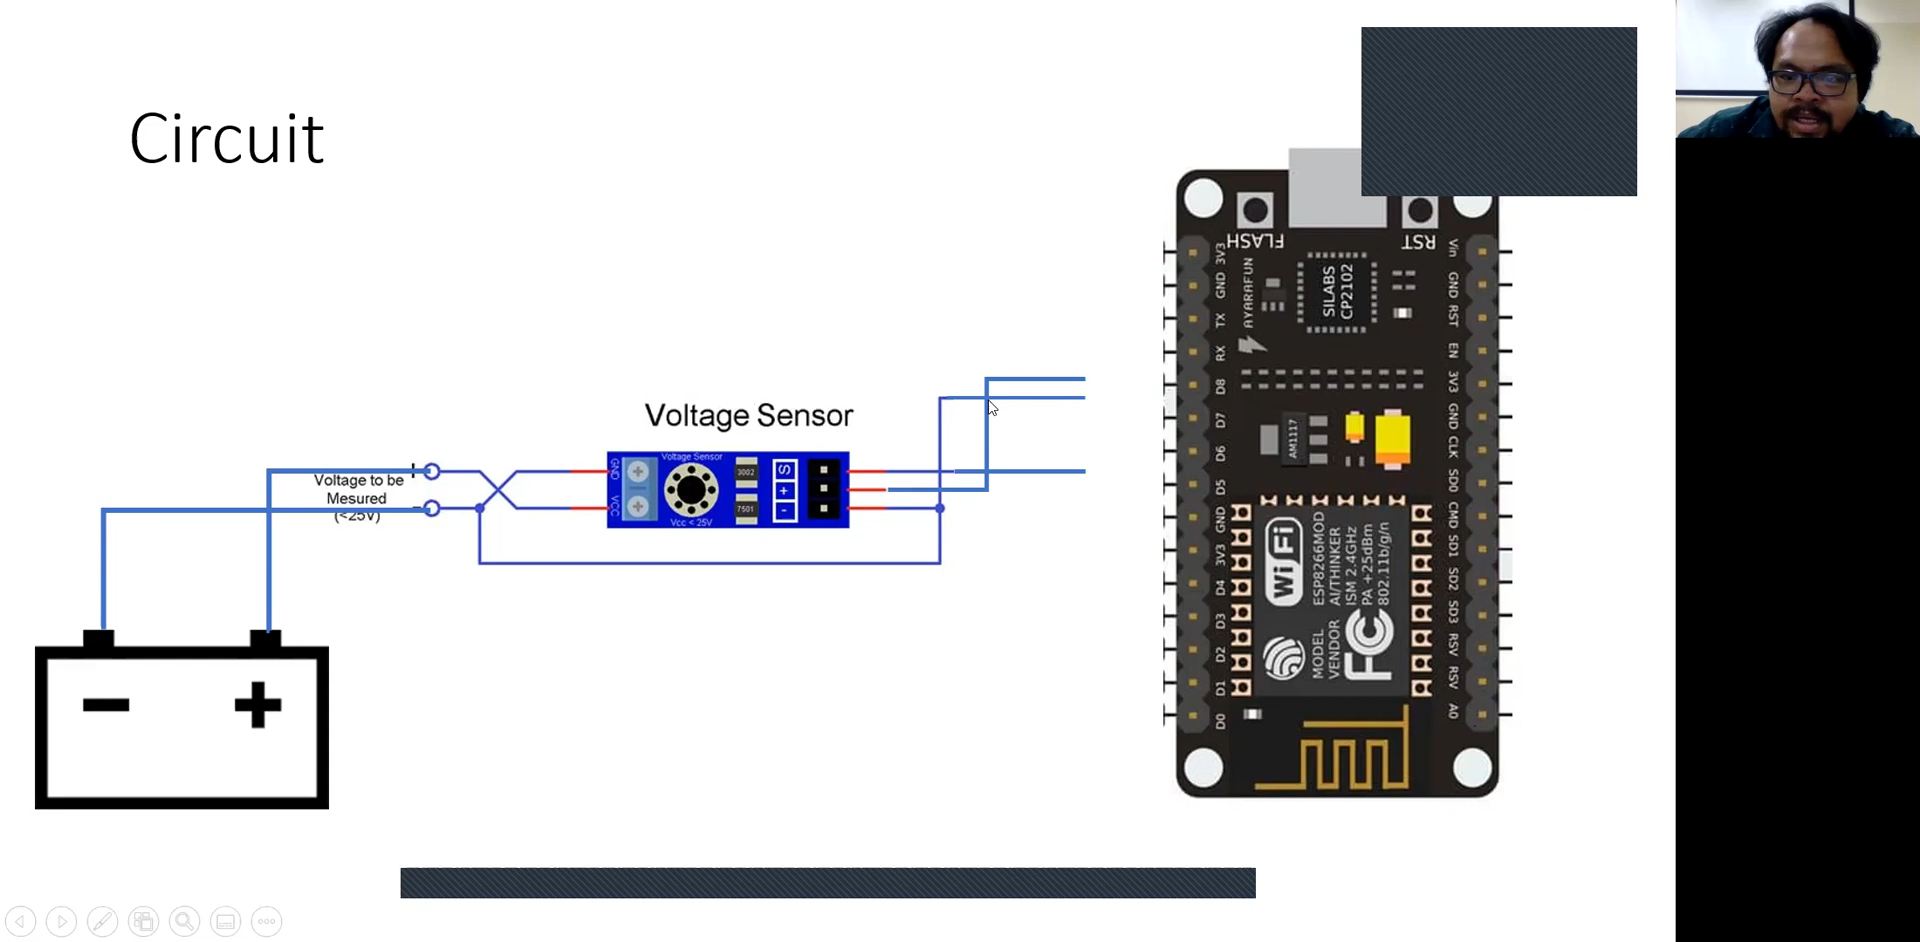 Circuit
Voltage to be
Mesured
(<25V)
+
-
Voltage Sensor
Voltage Sensor
GND
VCC
3002
7501
S
+
-
Vcc < 25V
FLASH
RST
3V3
GND
TX
RX
D8
D7
D6
D5
GND
3V3
D4
D3
D2
D1
D0
AYARAFUN
SILABS
CP2102
AM1117
WiFi
MODEL
VENDOR
ESP8266MOD
AI/THINKER
ISM 2.4GHz
PA +25dBm
802.11b/g/n
FC
Vin
GND
RST
EN
3V3
GND
CLK
SD0
CMD
SD1
SD2
SD3
RSV
RSV
A0
- +